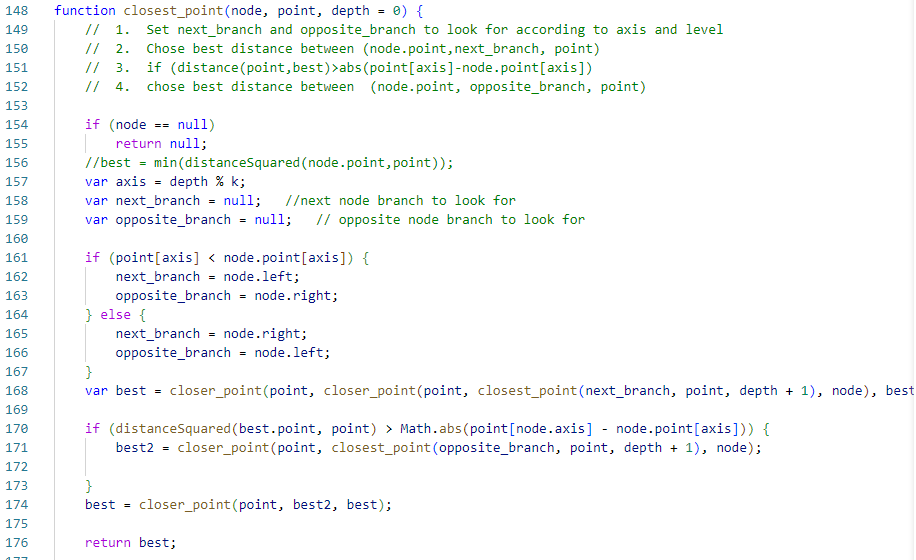 148 function closest_point(node, point, depth = 0) {
149 // 1. Set next_branch and opposite_branch to look for according to axis and level
150 // 2. Chose best distance between (node.point,next_branch, point)
151 // 3. if (distance(point,best)>abs(point[axis]-node.point[axis])
152 // 4. chose best distance between (node.point, opposite_branch, point)
153
154 if (node == null)
155 return null;
156 //best = min(distanceSquared(node.point,point));
157 var axis = depth % k;
158 var next_branch = null; //next node branch to look for
159 var opposite_branch = null; // opposite node branch to look for
160
161 if (point[axis] < node.point[axis]) {
162 next_branch = node.left;
163 opposite_branch = node.right;
164 } else {
165 next_branch = node.right;
166 opposite_branch = node.left;
167 }
168 var best = closer_point(point, closer_point(point, closest_point(next_branch, point, depth + 1), node), best
169
170 if (distanceSquared(best.point, point) > Math.abs(point[node.axis] - node.point[axis])) {
171 best2 = closer_point(point, closest_point(opposite_branch, point, depth + 1), node);
172
173 }
174 best = closer_point(point, best2, best);
175
176 return best;